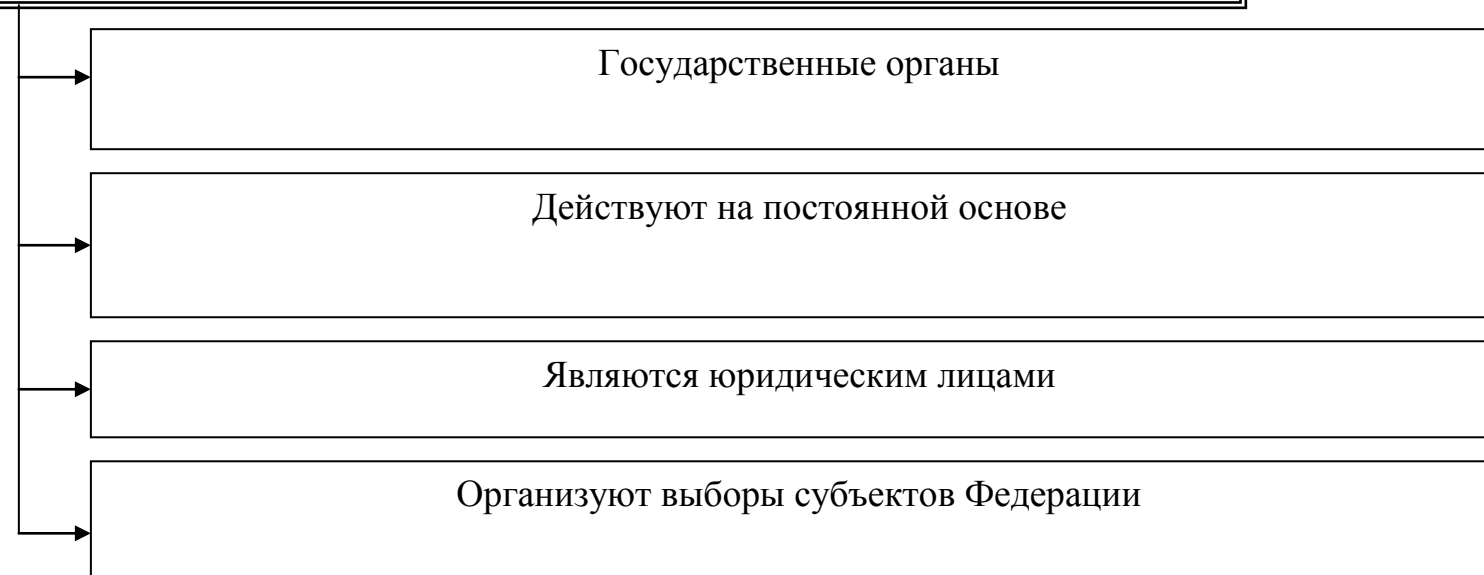 Государственные органы
Действуют на постоянной основе
Являются юридическим лицами
Организуют выборы субъектов Федерации